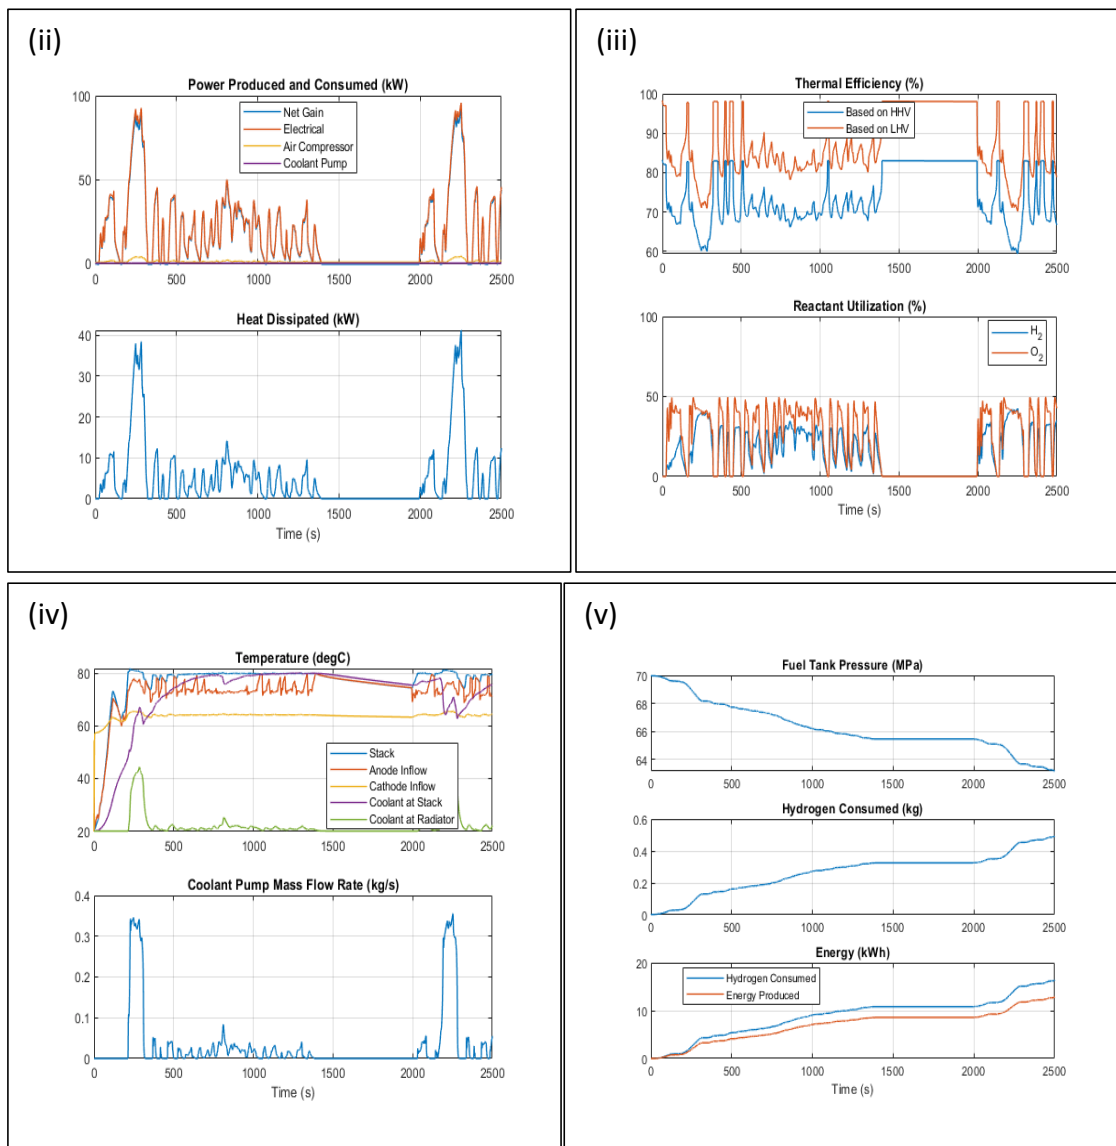 (ii)
Power Produced and Consumed (kW)
100
50
0
Net Gain
Electrical
Air Compressor
Coolant Pump
0 500 1000 1500 2000 2500
Heat Dissipated (kW)
40
30
20
10
0
0 500 1000 1500 2000 2500
Time (s)
(iii)
Thermal Efficiency (%)
100
90
80
70
60
Based on HHV
Based on LHV
0 500 1000 1500 2000 2500
Reactant Utilization (%)
100
50
0
H2
O2
0 500 1000 1500 2000 2500
Time (s)
(iv)
Temperature (degC)
80
60
40
20
Stack
Anode Inflow
Cathode Inflow
Coolant at Stack
Coolant at Radiator
0 500 1000 1500 2000 2500
Coolant Pump Mass Flow Rate (kg/s)
0.4
0.3
0.2
0.1
0
0 500 1000 1500 2000 2500
Time (s)
(v)
Fuel Tank Pressure (MPa)
70
68
66
64
0 500 1000 1500 2000 2500
Hydrogen Consumed (kg)
0.6
0.4
0.2
0
0 500 1000 1500 2000 2500
Energy (kWh)
20
10
0
Hydrogen Consumed
Energy Produced
0 500 1000 1500 2000 2500
Time (s)